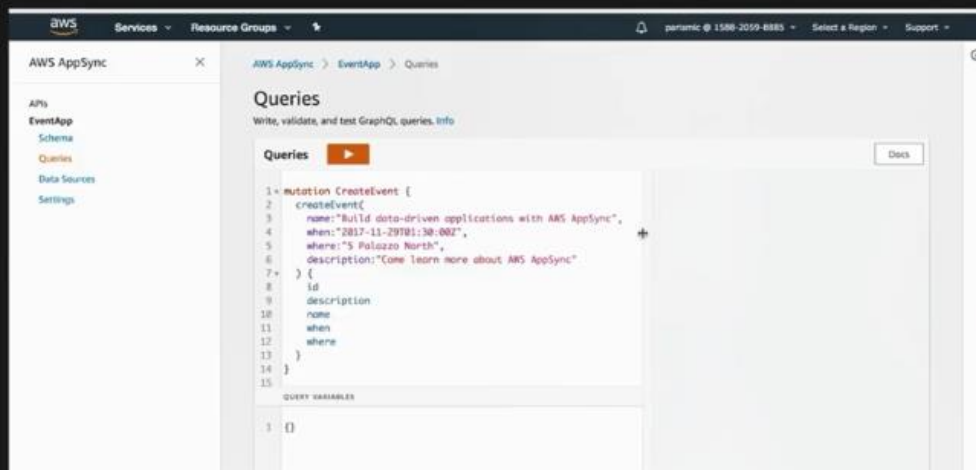 aws Services Resource Groups parismic @ 1588-2059-8885 Select a Region Support
AWS AppSync
AWS AppSync > EventApp > Queries
APIs
EventApp
Schema
Queries
Data Sources
Settings
Queries
Write, validate, and test GraphQL queries. Info
Queries
Docs
1 mutation CreateEvent {
2 createEvent(
3 name:"Build data-driven applications with AWS AppSync",
4 when:"2017-11-29T01:30:00Z",
5 where:"5 Palazzo North",
6 description:"Come learn more about AWS AppSync"
7 ) {
8 id
9 description
10 name
11 when
12 where
13 }
14 }
15
QUERY VARIABLES
1 {}